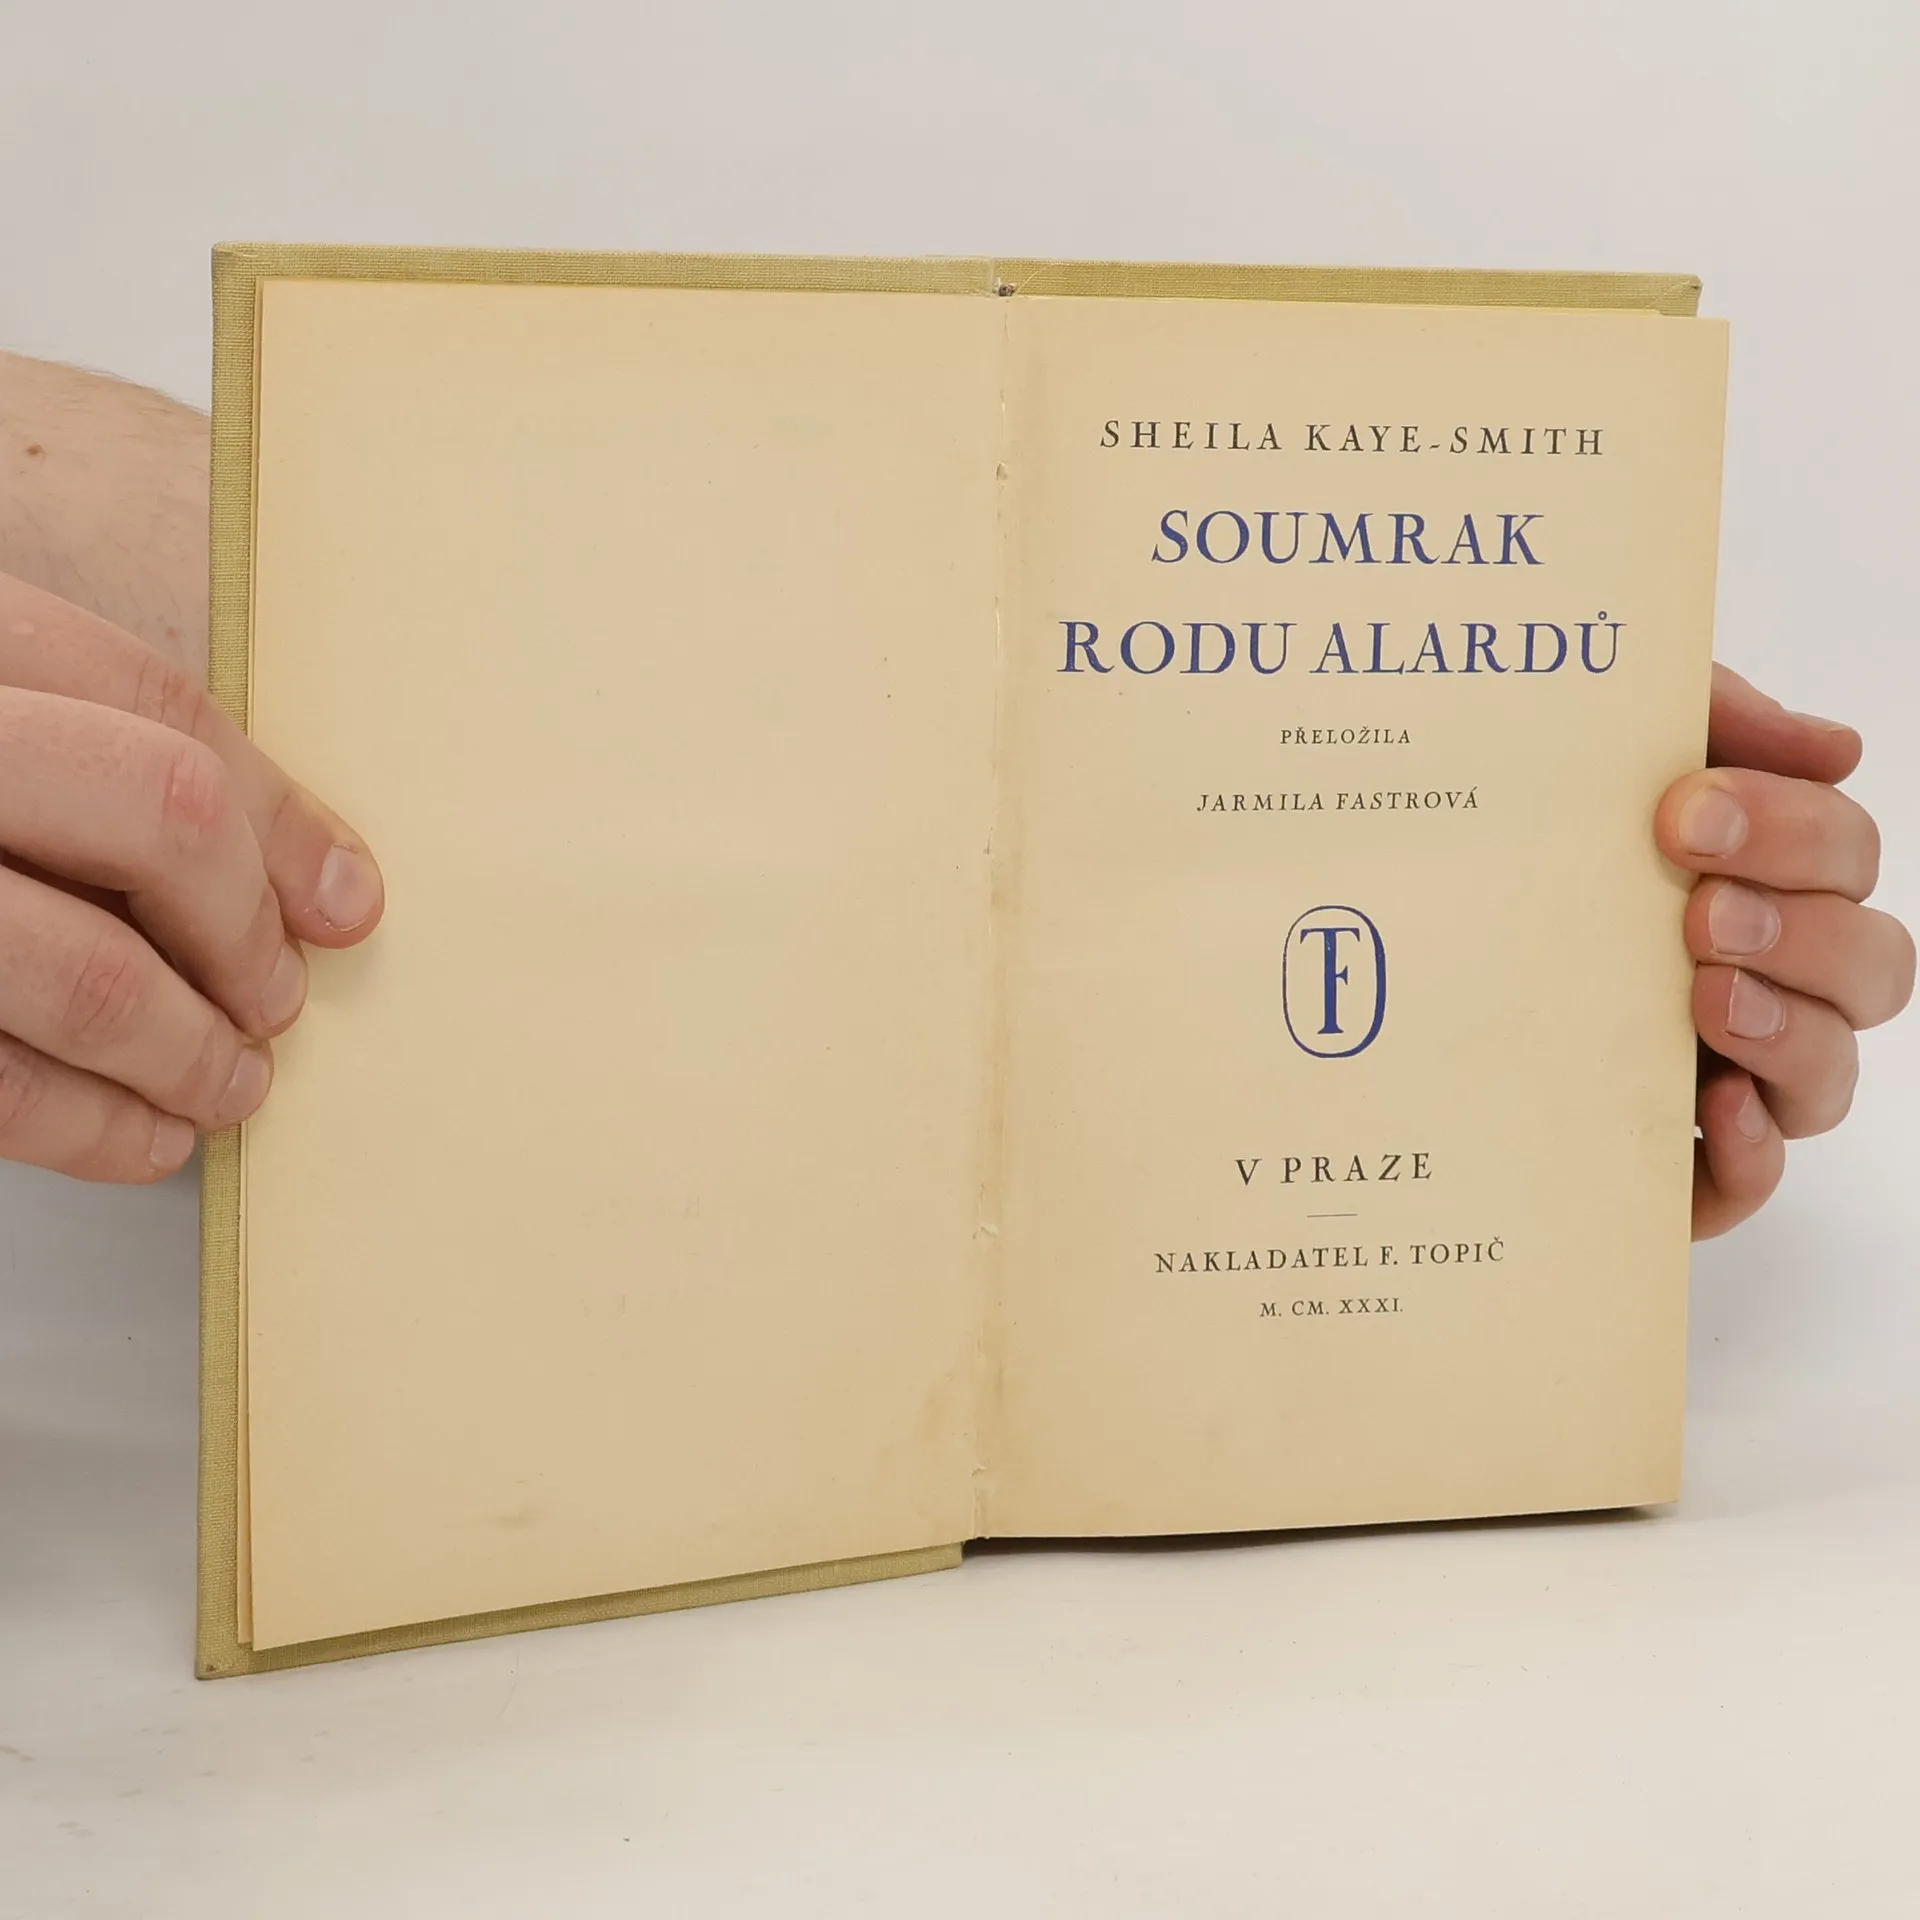 SHEILA KAYE-SMITH
SOUMRAK
RODU ALARDŮ
PŘELOŽILA
JARMILA FASTROVÁ
TF
V PRAZE
NAKLADATEL F. TOPIČ
M. CM. XXXI.